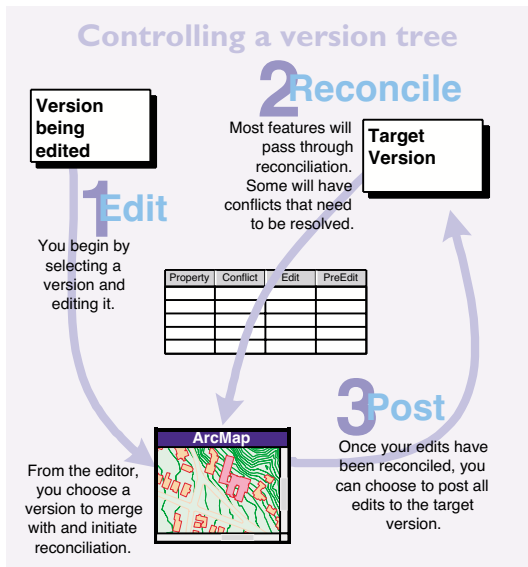 Controlling a version tree
Version
being
edited
1 Edit
You begin by
selecting a
version and
editing it.
2 Reconcile
Most features will
pass through
reconciliation.
Some will have
conflicts that need
to be resolved.
Target
Version
Property Conflict Edit PreEdit
ArcMap
From the editor,
you choose a
version to merge
with and initiate
reconciliation.
3 Post
Once your edits have
been reconciled, you
can choose to post all
edits to the target
version.